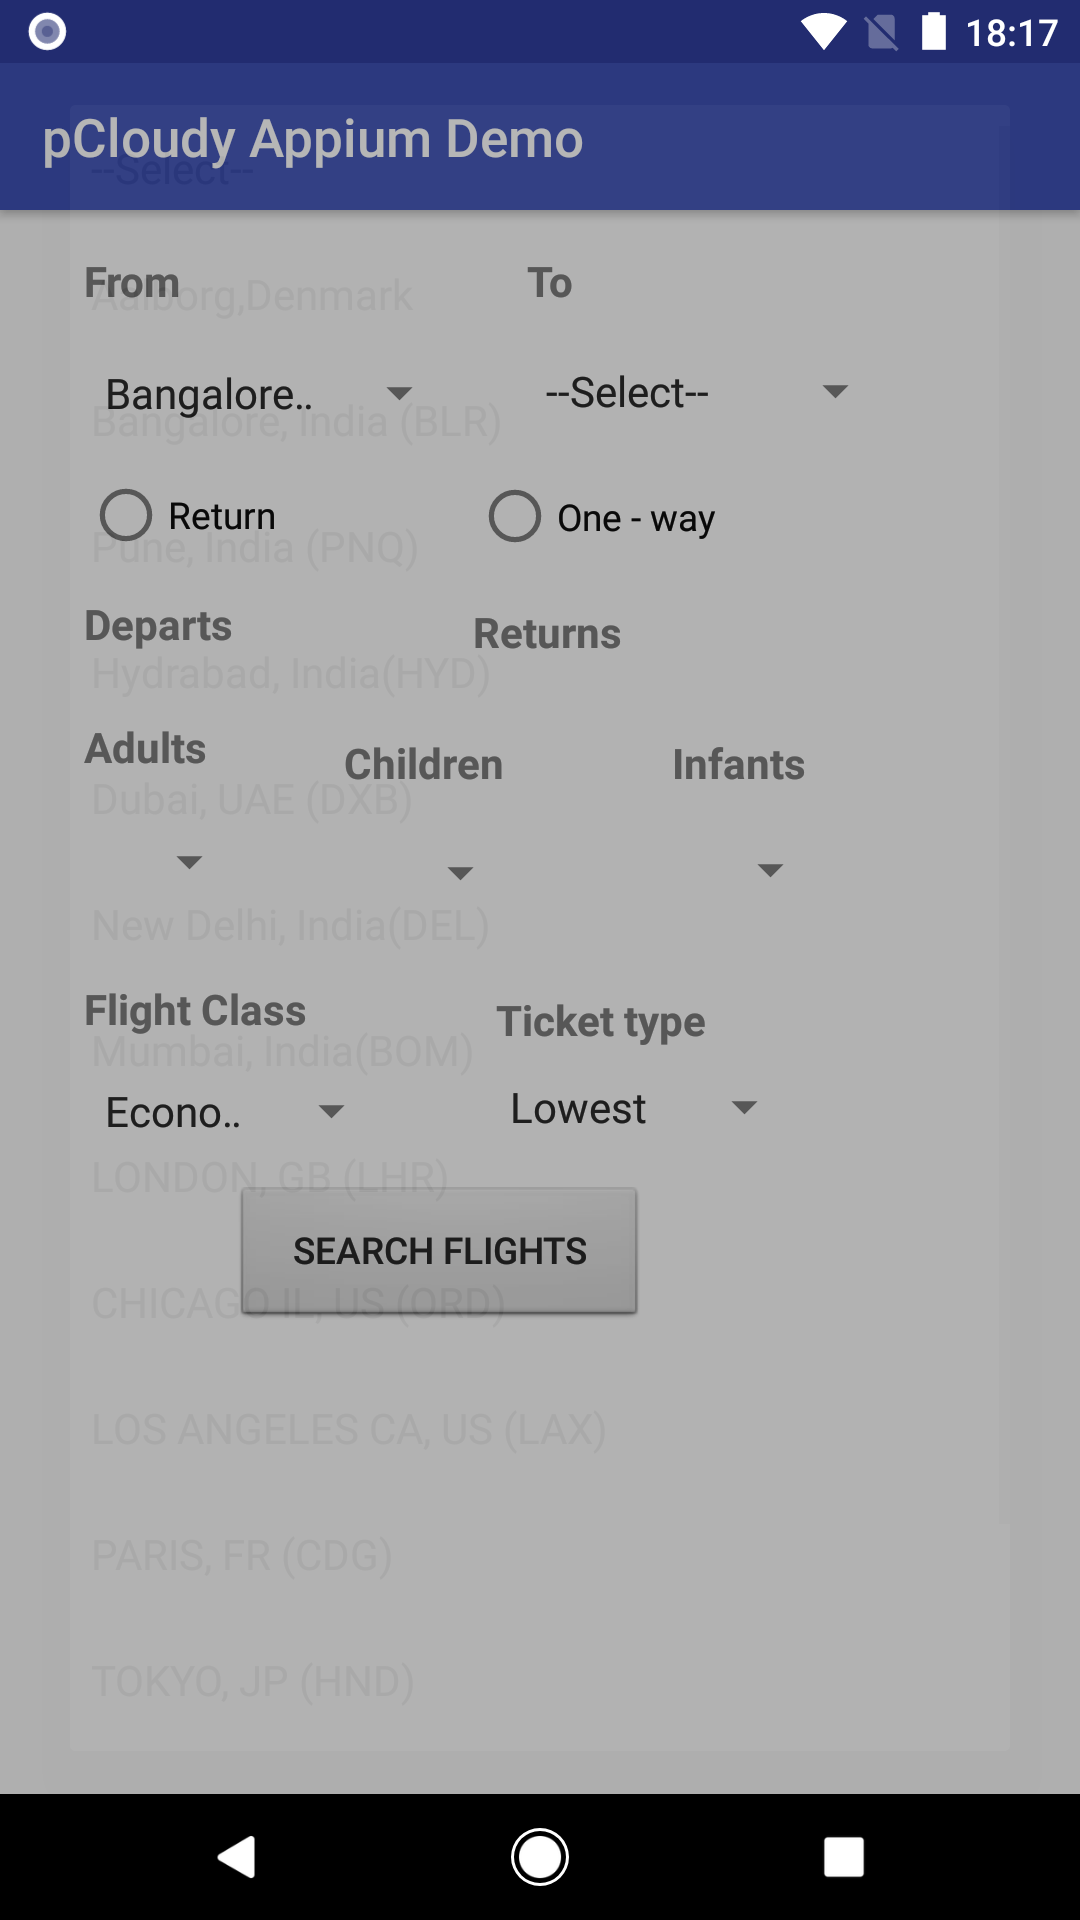 18:17
pCloudy Appium Demo
--Select--
From To
Aalborg,Denmark
Bangalore.. --Select--
Bangalore, India (BLR)
Return One - way
Pune, India (PNQ)
Departs Returns
Hydrabad, India(HYD)
Adults Children Infants
Dubai, UAE (DXB)
New Delhi, India(DEL)
Flight Class Ticket type
Mumbai, India(BOM)
Econo.. Lowest
LONDON, GB (LHR)
SEARCH FLIGHTS
CHICAGO IL, US (ORD)
LOS ANGELES CA, US (LAX)
PARIS, FR (CDG)
TOKYO, JP (HND)